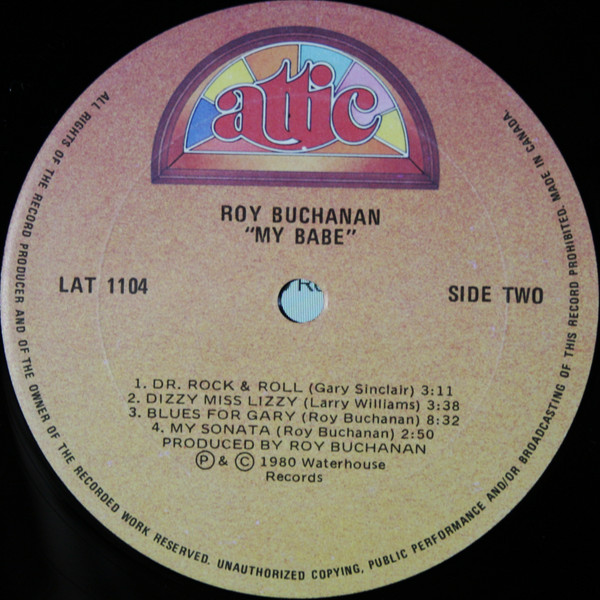 attic
ROY BUCHANAN
"MY BABE"
LAT 1104
SIDE TWO
1. DR. ROCK & ROLL (Gary Sinclair) 3:11
2. DIZZY MISS LIZZY (Larry Williams) 3:38
3. BLUES FOR GARY (Roy Buchanan) 8:32
4. MY SONATA (Roy Buchanan) 2:50
PRODUCED BY ROY BUCHANAN
Ⓟ & © 1980 Waterhouse
Records
ALL RIGHTS OF THE RECORD PRODUCER AND OF THE OWNER OF THE RECORDED WORK RESERVED. UNAUTHORIZED COPYING, PUBLIC PERFORMANCE AND/OR BROADCASTING OF THIS RECORD PROHIBITED. MADE IN CANADA.